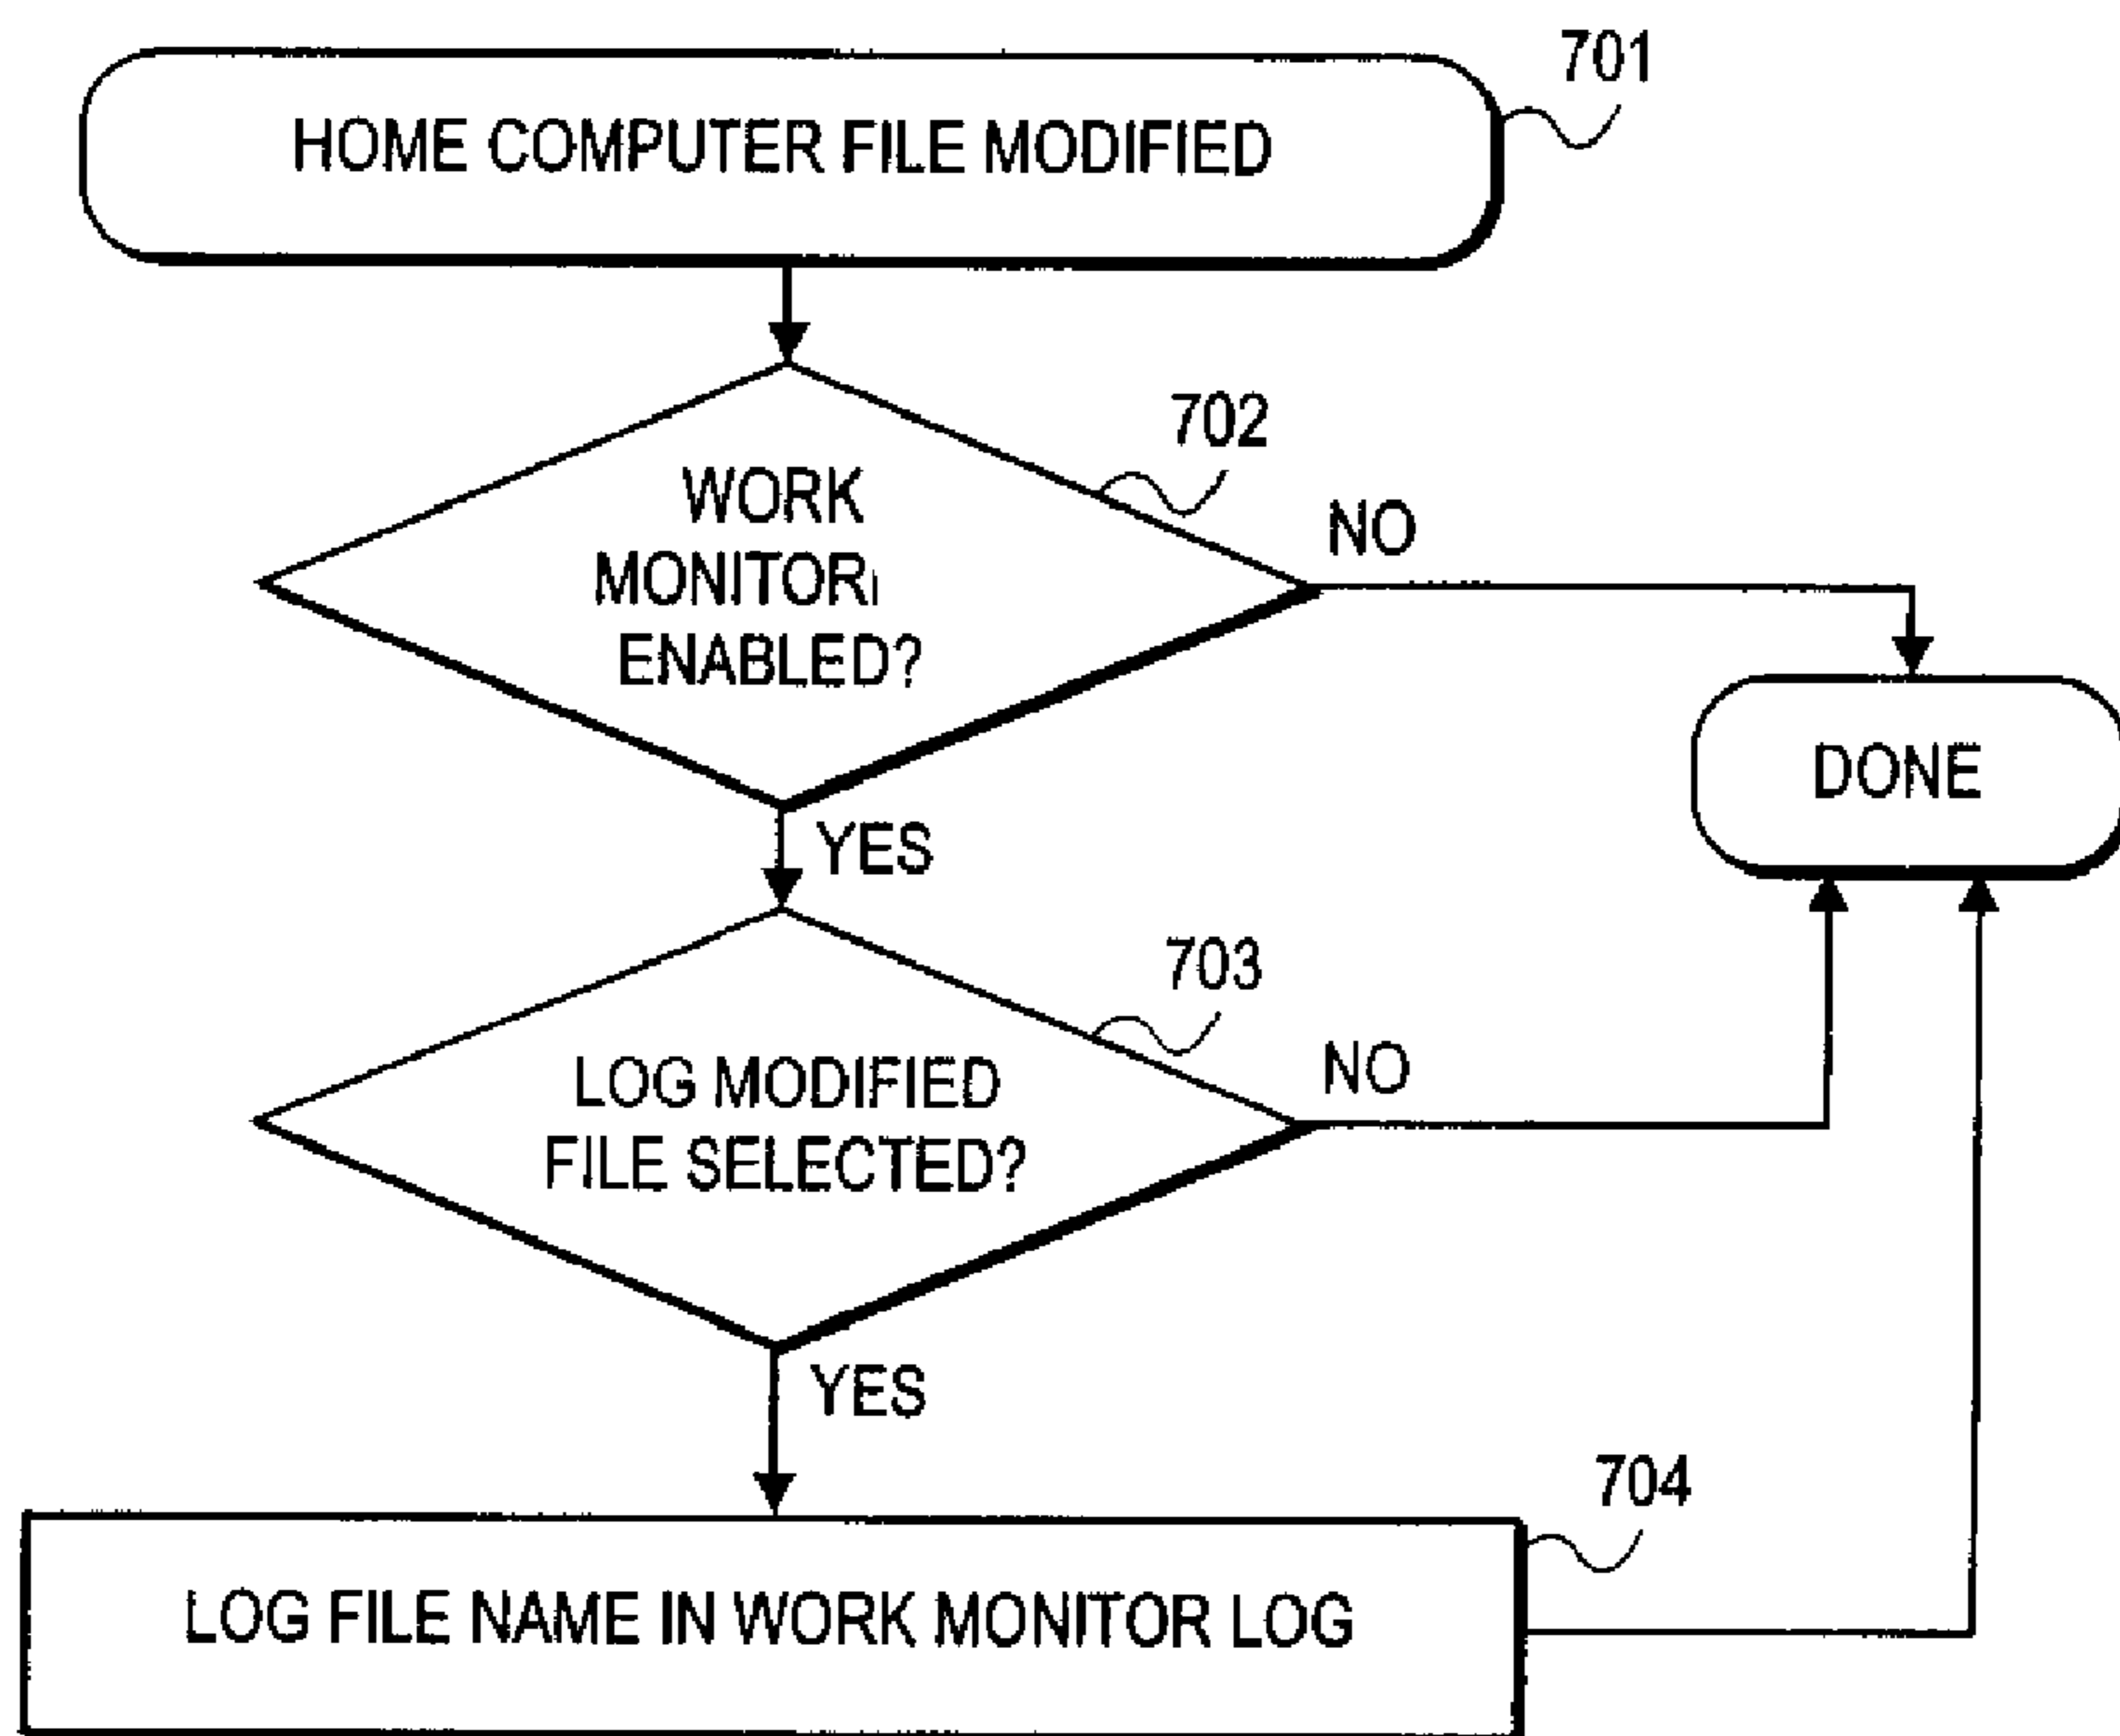 701
HOME COMPUTER FILE MODIFIED
702
WORK
MONITOR
ENABLED?
NO
DONE
YES
703
LOG MODIFIED
FILE SELECTED?
NO
YES
704
LOG FILE NAME IN WORK MONITOR LOG